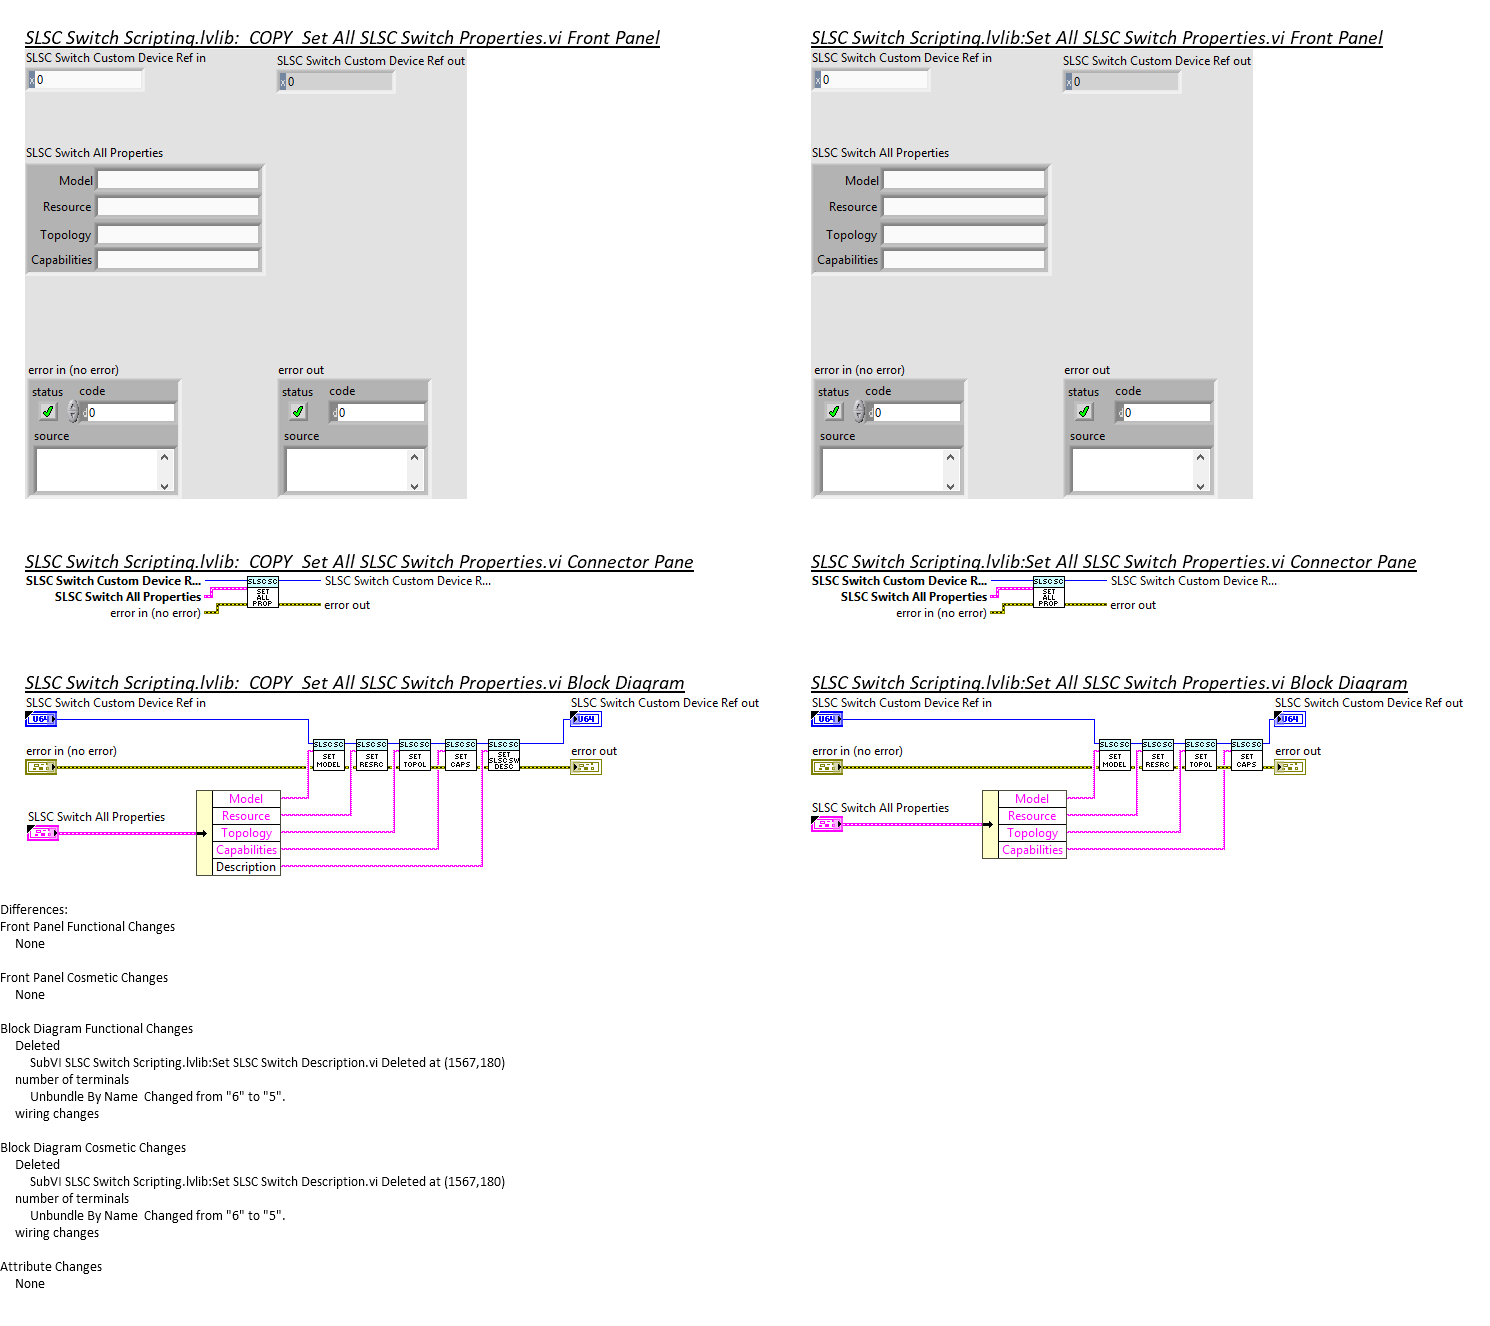 SLSC Switch Scripting.lvlib:  COPY  Set All SLSC Switch Properties.vi Front Panel
SLSC Switch Custom Device Ref in
SLSC Switch Custom Device Ref out
x 0
x 0
SLSC Switch All Properties
Model
Resource
Topology
Capabilities
error in (no error)
error out
status code
status code
d 0
d 0
source
source
SLSC Switch Scripting.lvlib:Set All SLSC Switch Properties.vi Front Panel
SLSC Switch Custom Device Ref in
SLSC Switch Custom Device Ref out
x 0
x 0
SLSC Switch All Properties
Model
Resource
Topology
Capabilities
error in (no error)
error out
status code
status code
d 0
d 0
source
source
SLSC Switch Scripting.lvlib:  COPY  Set All SLSC Switch Properties.vi Connector Pane
SLSC Switch Custom Device R...
SLSC Switch All Properties
error in (no error)
SLSC SC
SET
ALL
PROP
SLSC Switch Custom Device R...
error out
SLSC Switch Scripting.lvlib:Set All SLSC Switch Properties.vi Connector Pane
SLSC Switch Custom Device R...
SLSC Switch All Properties
error in (no error)
SLSC SC
SET
ALL
PROP
SLSC Switch Custom Device R...
error out
SLSC Switch Scripting.lvlib:  COPY  Set All SLSC Switch Properties.vi Block Diagram
SLSC Switch Custom Device Ref in
SLSC Switch Custom Device Ref out
U64
U64
error in (no error)
error out
SLSC SC
SET
MODEL
SLSC SC
SET
RESRC
SLSC SC
SET
TOPOL
SLSC SC
SET
CAPS
SLSC SC
SET
SLSC SW
DESC
SLSC Switch All Properties
Model
Resource
Topology
Capabilities
Description
SLSC Switch Scripting.lvlib:Set All SLSC Switch Properties.vi Block Diagram
SLSC Switch Custom Device Ref in
SLSC Switch Custom Device Ref out
U64
U64
error in (no error)
error out
SLSC SC
SET
MODEL
SLSC SC
SET
RESRC
SLSC SC
SET
TOPOL
SLSC SC
SET
CAPS
SLSC Switch All Properties
Model
Resource
Topology
Capabilities
Differences:
Front Panel Functional Changes
None
Front Panel Cosmetic Changes
None
Block Diagram Functional Changes
Deleted
SubVI SLSC Switch Scripting.lvlib:Set SLSC Switch Description.vi Deleted at (1567,180)
number of terminals
Unbundle By Name  Changed from "6" to "5".
wiring changes
Block Diagram Cosmetic Changes
Deleted
SubVI SLSC Switch Scripting.lvlib:Set SLSC Switch Description.vi Deleted at (1567,180)
number of terminals
Unbundle By Name  Changed from "6" to "5".
wiring changes
Attribute Changes
None